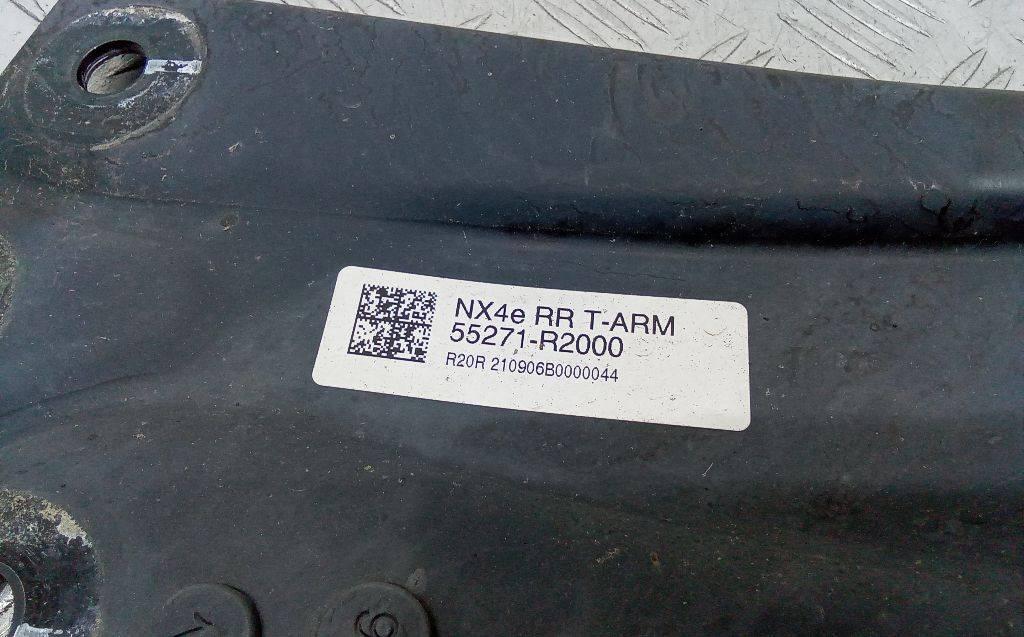 NX4e RR T-ARM
55271-R2000
R20R 210906B0000044